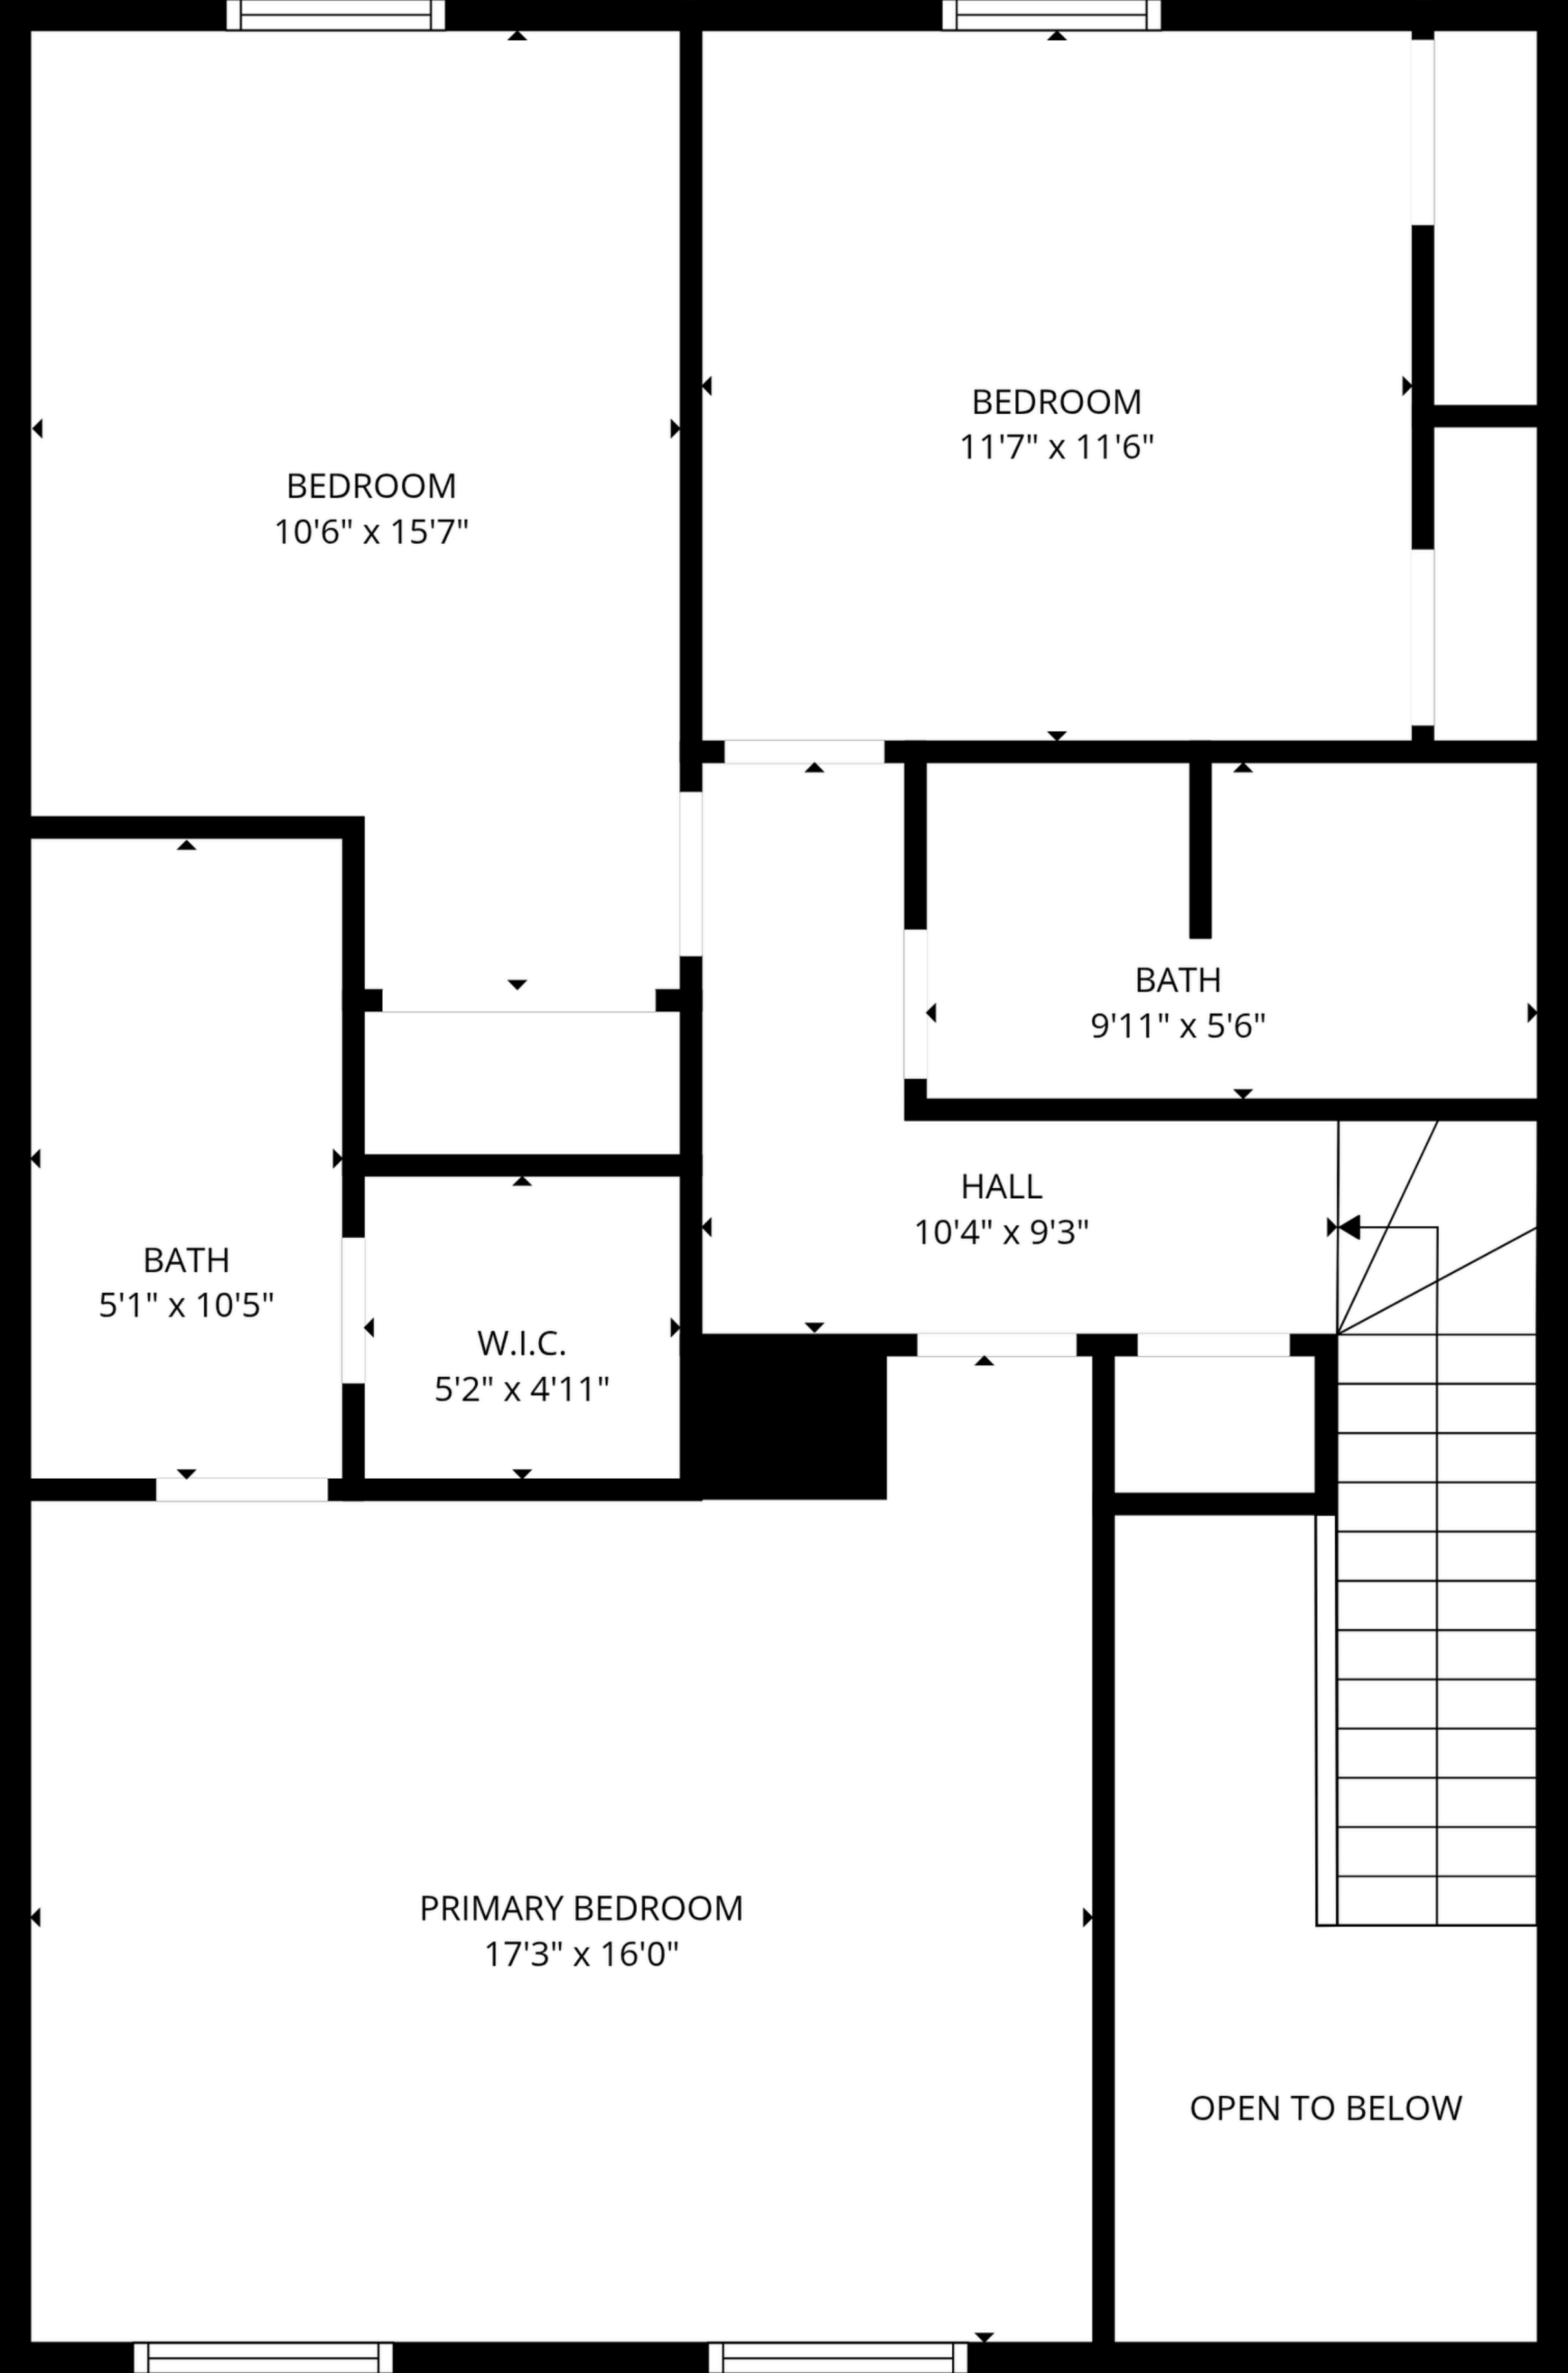 BEDROOM
11'7" x 11'6"
BEDROOM
10'6" x 15'7"
BATH
9'11" x 5'6"
HALL
10'4" x 9'3"
BATH
5'1" x 10'5"
W.I.C.
5'2" x 4'11"
PRIMARY BEDROOM
17'3" x 16'0"
OPEN TO BELOW